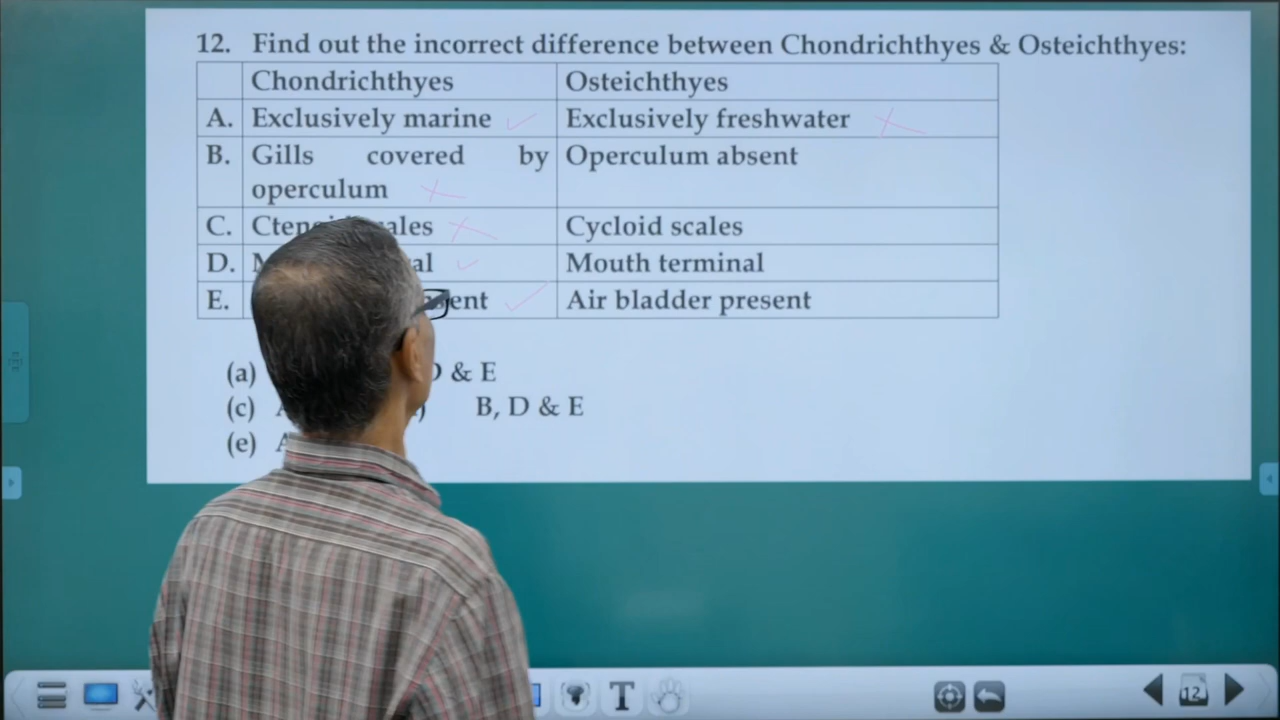 12. Find out the incorrect difference between Chondrichthyes & Osteichthyes:
Chondrichthyes Osteichthyes
A. Exclusively marine Exclusively freshwater
B. Gills covered by operculum Operculum absent
C. Cycloid scales
D. Mouth terminal
E. Air bladder present
(a) & E
(c) B, D & E
(e)
T
12